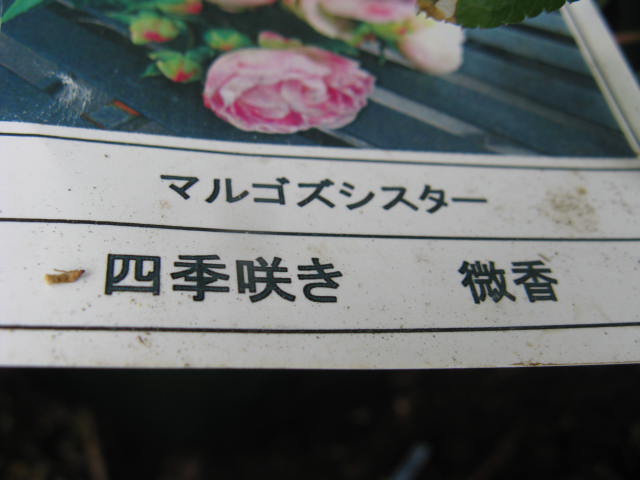 マルゴズシスター
四季咲き 微香